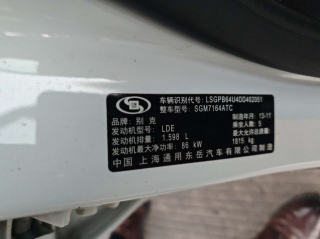 车辆识别代号: LSGPB64U4DD402051
整车型号: SGM7164ATC
品牌: 别克 制造年月: 13-11
发动机型号: LDE 乘坐人数: 5
发动机排量: 1.598 L 最大允许总质量:
发动机最大净功率: 86 kW 1815 kg
中国 上海通用东岳汽车有限公司制造